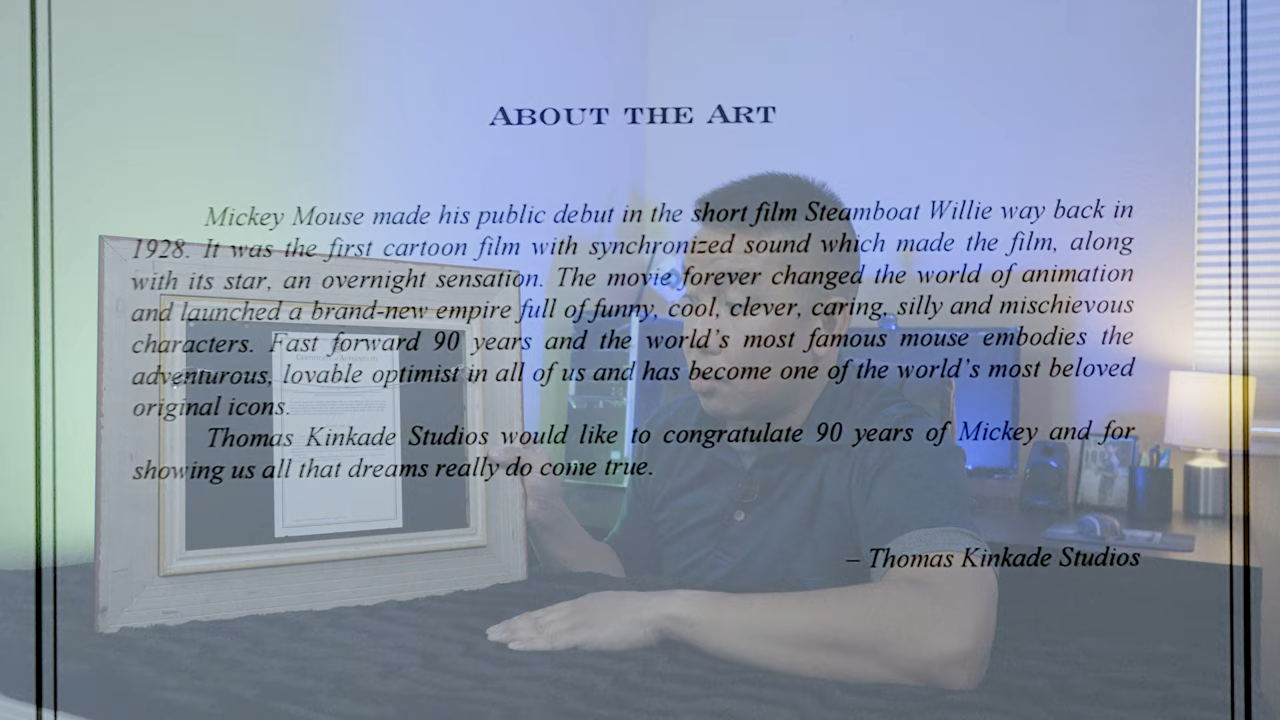 ABOUT THE ART
Mickey Mouse made his public debut in the short film Steamboat Willie way back in
1928. It was the first cartoon film with synchronized sound which made the film, along
with its star, an overnight sensation. The movie forever changed the world of animation
and launched a brand-new empire full of funny, cool, clever, caring, silly and mischievous
characters. Fast forward 90 years and the world's most famous mouse embodies the
adventurous, lovable optimist in all of us and has become one of the world's most beloved
original icons.
Thomas Kinkade Studios would like to congratulate 90 years of Mickey and for
showing us all that dreams really do come true.
– Thomas Kinkade Studios
CERTIFICATE OF AUTHENTICITY